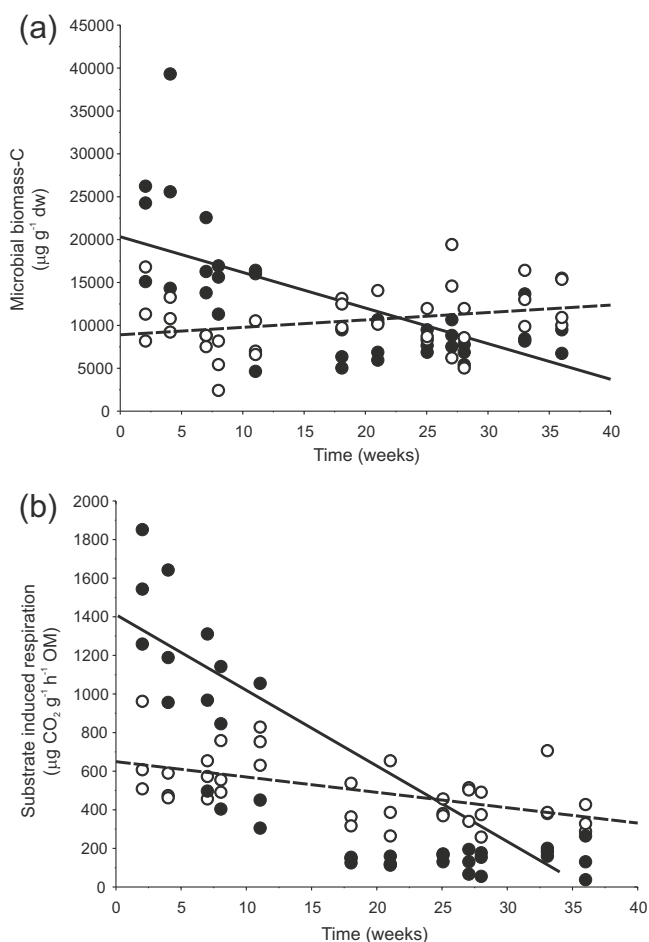 (a)
45000
40000
35000
30000
25000
20000
15000
10000
5000
0
Microbial biomass-C
(µg g⁻¹ dw)
0 5 10 15 20 25 30 35 40
Time (weeks)
(b)
2000
1800
1600
1400
1200
1000
800
600
400
200
0
Substrate induced respiration
(µg CO₂ g⁻¹ h⁻¹ OM)
0 5 10 15 20 25 30 35 40
Time (weeks)